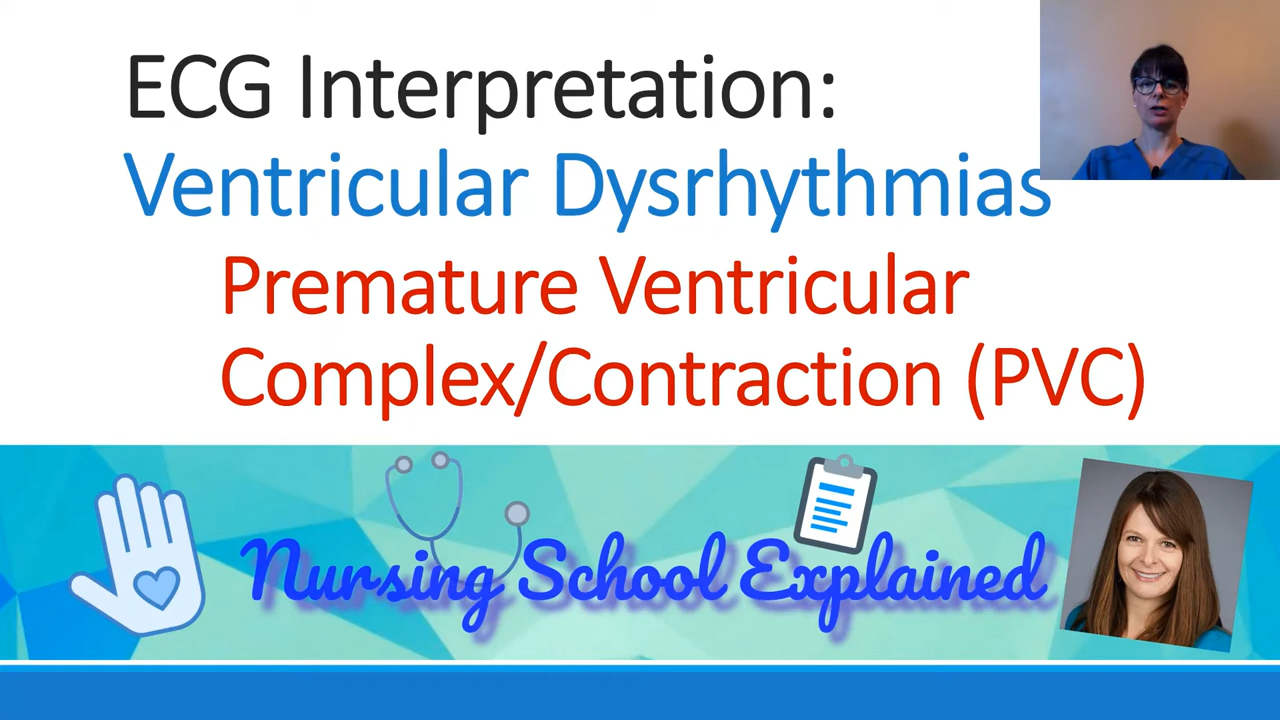 ECG Interpretation:
Ventricular Dysrhythmias
Premature Ventricular
Complex/Contraction (PVC)
Nursing School Explained